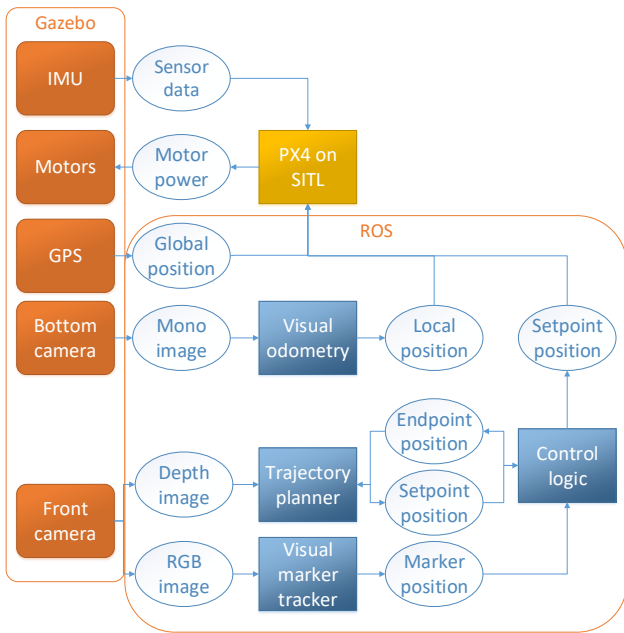 Gazebo
IMU
Sensor
data
Motors
Motor
power
PX4 on
SITL
ROS
GPS
Global
position
Bottom
camera
Mono
image
Visual
odometry
Local
position
Setpoint
position
Endpoint
position
Front
camera
Depth
image
Trajectory
planner
Setpoint
position
Control
logic
RGB
image
Visual
marker
tracker
Marker
position